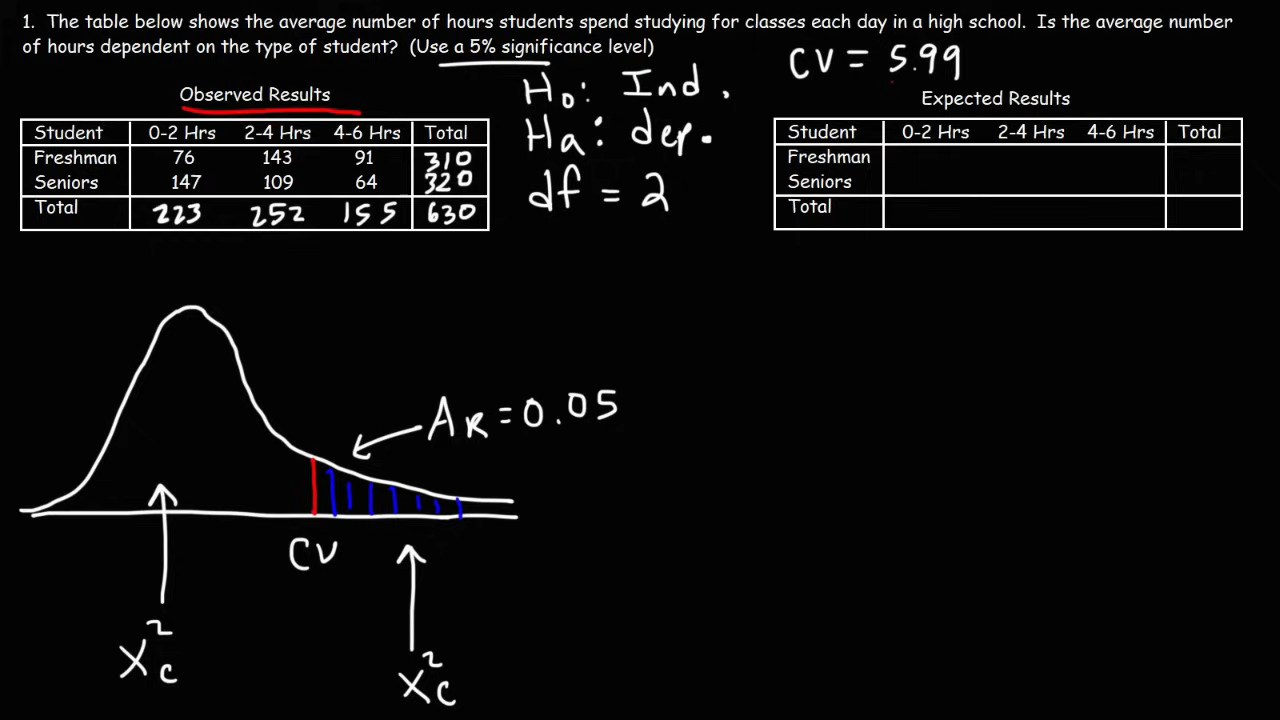 1. The table below shows the average number of hours students spend studying for classes each day in a high school. Is the average number
of hours dependent on the type of student? (Use a 5% significance level)
CV = 5.99
Observed Results
Student 0-2 Hrs 2-4 Hrs 4-6 Hrs Total
Freshman 76 143 91 310
Seniors 147 109 64 320
Total 223 252 155 630
Ho: Ind.
Ha: dep.
df = 2
Expected Results
Student 0-2 Hrs 2-4 Hrs 4-6 Hrs Total
Freshman
Seniors
Total
AR = 0.05
CV
X²c
X²c